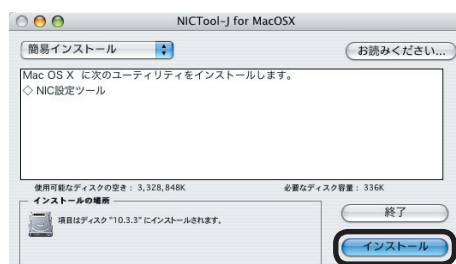 NICTool-J for MacOSX
簡易インストール
お読みください...
Mac OS X に次のユーティリティをインストールします。
◇ NIC設定ツール
使用可能なディスクの空き： 3,328,848K
必要なディスク容量： 336K
インストールの場所
項目はディスク "10.3.3" にインストールされます。
終了
インストール